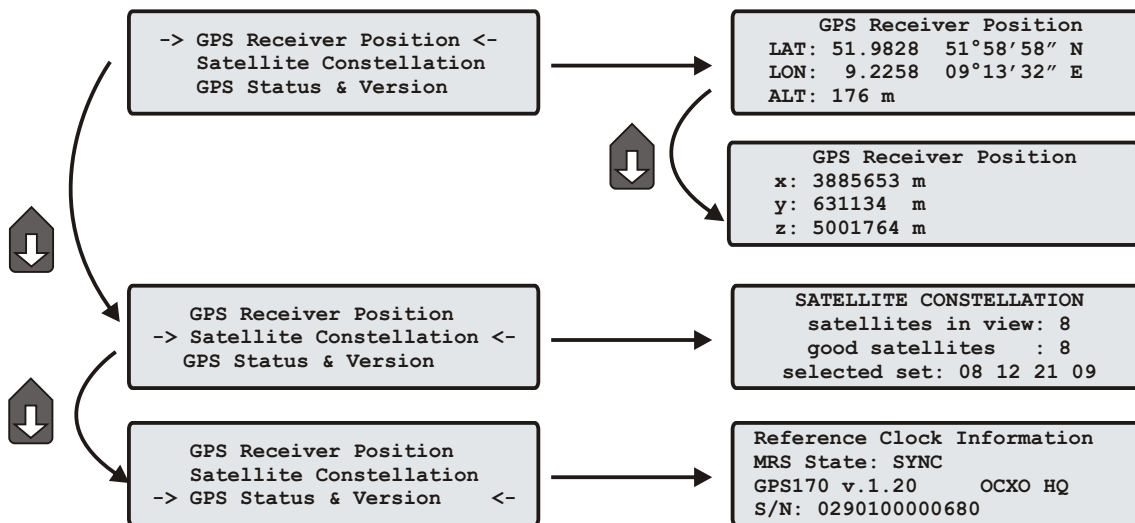 -> GPS Receiver Position <-
Satellite Constellation
GPS Status & Version
GPS Receiver Position
LAT: 51.9828 51°58’58” N
LON: 9.2258 09°13’32” E
ALT: 176 m
GPS Receiver Position
x: 3885653 m
y: 631134 m
z: 5001764 m
GPS Receiver Position
-> Satellite Constellation <-
GPS Status & Version
SATELLITE CONSTELLATION
satellites in view: 8
good satellites : 8
selected set: 08 12 21 09
GPS Receiver Position
Satellite Constellation
-> GPS Status & Version <-
Reference Clock Information
MRS State: SYNC
GPS170 v.1.20 OCXO HQ
S/N: 0290100000680